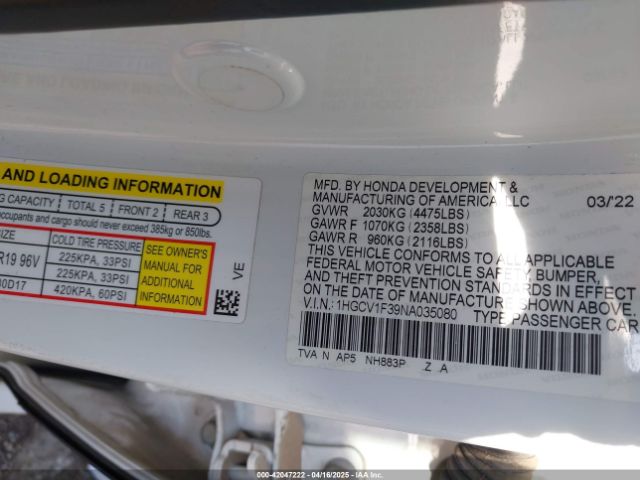 AND LOADING INFORMATION
G CAPACITY TOTAL 5 FRONT 2 REAR 3
occupants and cargo should never exceed 385kg or 850lbs.
SIZE COLD TIRE PRESSURE SEE OWNER'S
R19 96V 225KPA, 33PSI MANUAL FOR
225KPA, 33PSI ADDITIONAL
0D17 420KPA, 60PSI INFORMATION
VE
MFD. BY HONDA DEVELOPMENT &
MANUFACTURING OF AMERICA, LLC 03/22
GVWR 2030KG (4475LBS)
GAWR F 1070KG (2358LBS)
GAWR R 960KG (2116LBS)
THIS VEHICLE CONFORMS TO ALL APPLICABLE
FEDERAL MOTOR VEHICLE SAFETY, BUMPER,
AND THEFT PREVENTION STANDARDS IN EFFECT
ON THE DATE OF MANUFACTURE SHOWN ABOVE.
V.I.N.: 1HGCV1F39NA035080 TYPE:PASSENGER CAR
TVA N AP5 NH883P Z A
000-42047222 - 04/16/2025 - Copyright IAA, LLC